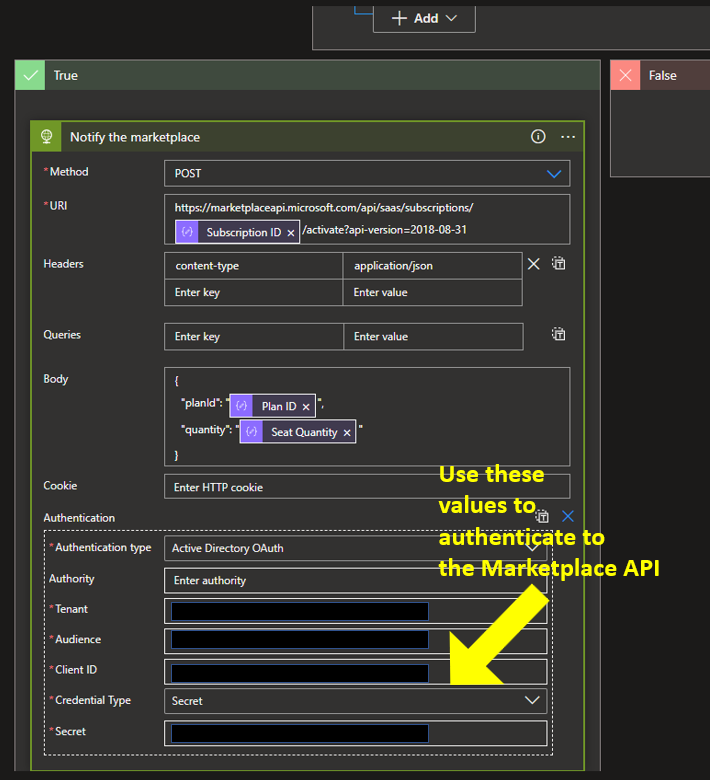 Add
True
False
Notify the marketplace
*Method
POST
*URI
https://marketplaceapi.microsoft.com/api/saas/subscriptions/
Subscription ID × /activate?api-version=2018-08-31
Headers
content-type application/json
Enter key Enter value
Queries
Enter key Enter value
Body
{
"planId": "{/} Plan ID ×",
"quantity": "{/} Seat Quantity ×"
}
Cookie
Enter HTTP cookie
Use these
values to
authenticate to
the Marketplace API
Authentication
*Authentication type
Active Directory OAuth
Authority
Enter authority
*Tenant
*Audience
*Client ID
*Credential Type
Secret
*Secret